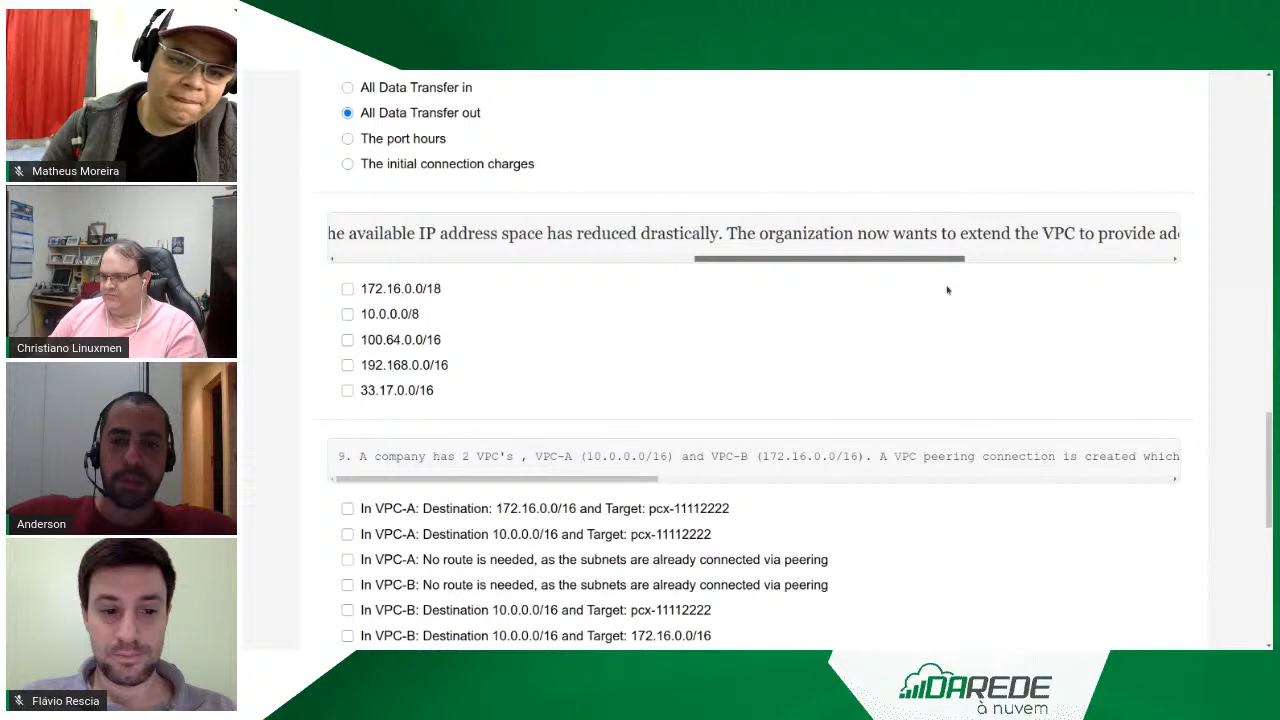 Matheus Moreira
Christiano Linuxmen
Anderson
Flávio Rescia
All Data Transfer in
All Data Transfer out
The port hours
The initial connection charges
he available IP address space has reduced drastically. The organization now wants to extend the VPC to provide ad
172.16.0.0/18
10.0.0.0/8
100.64.0.0/16
192.168.0.0/16
33.17.0.0/16
9. A company has 2 VPC's , VPC-A (10.0.0.0/16) and VPC-B (172.16.0.0/16). A VPC peering connection is created which
In VPC-A: Destination: 172.16.0.0/16 and Target: pcx-11112222
In VPC-A: Destination 10.0.0.0/16 and Target: pcx-11112222
In VPC-A: No route is needed, as the subnets are already connected via peering
In VPC-B: No route is needed, as the subnets are already connected via peering
In VPC-B: Destination 10.0.0.0/16 and Target: pcx-11112222
In VPC-B: Destination 10.0.0.0/16 and Target: 172.16.0.0/16
DAREDE
à nuvem